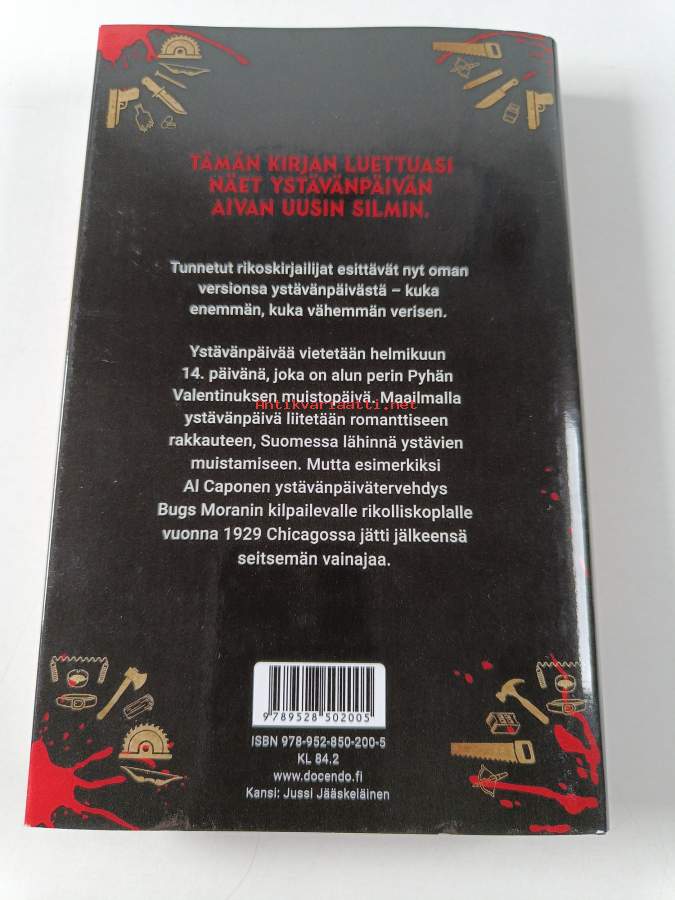 TÄMÄN KIRJAN LUETTUASI
NÄET YSTÄVÄNPÄIVÄN
AIVAN UUSIN SILMIN.
Tunnetut rikoskirjailijat esittävät nyt oman
versionsa ystävänpäivästä – kuka
enemmän, kuka vähemmän verisen.
Ystävänpäivää vietetään helmikuun
14. päivänä, joka on alun perin Pyhän
Valentinuksen muistopäivä. Maailmalla
Antikvariaatti.net
ystävänpäivä liitetään romanttiseen
rakkauteen, Suomessa lähinnä ystävien
muistamiseen. Mutta esimerkiksi
Al Caponen ystävänpäivätervehdys
Bugs Moranin kilpailevalle rikolliskoplalle
vuonna 1929 Chicagossa jätti jälkeensä
seitsemän vainajaa.
9789528502005
ISBN 978-952-850-200-5
KL 84.2
www.docendo.fi
Kansi: Jussi Jääskeläinen